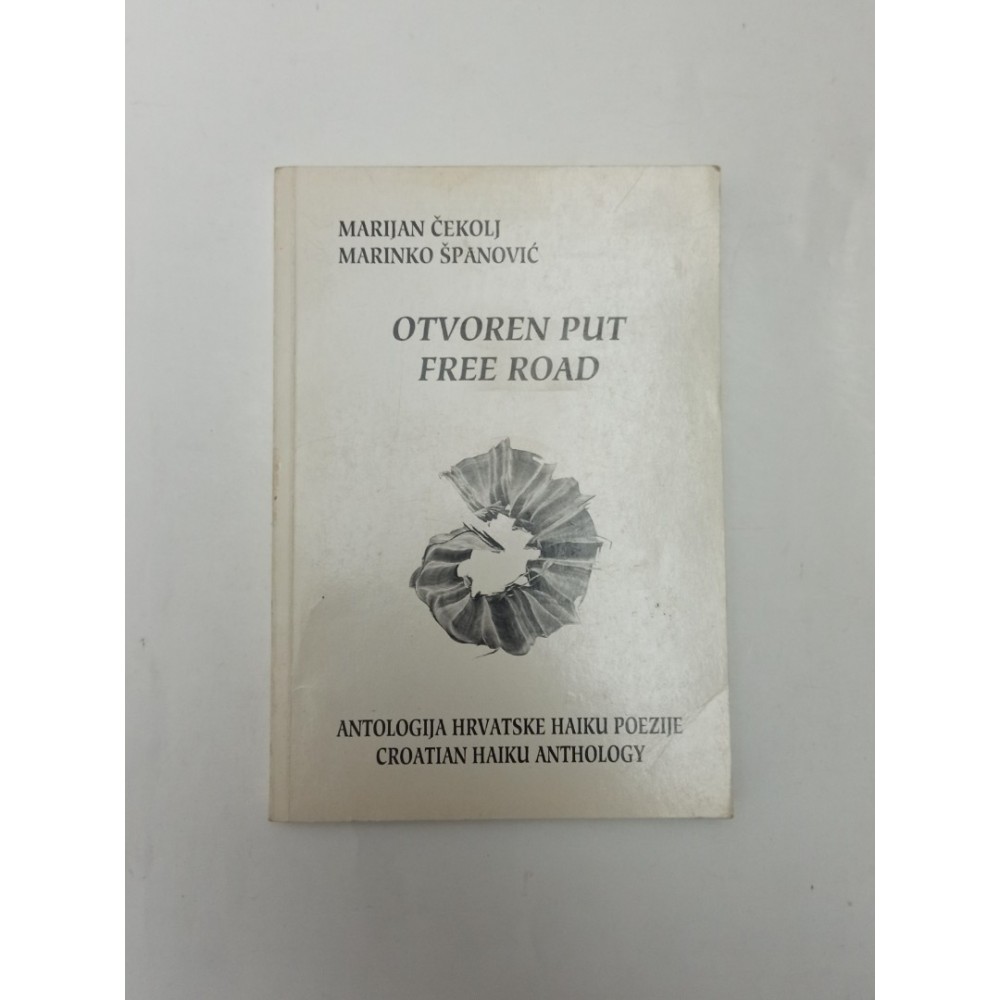 MARIJAN ČEKOLJ
MARINKO ŠPANOVIĆ
OTVOREN PUT
FREE ROAD
ANTOLOGIJA HRVATSKE HAIKU POEZIJE
CROATIAN HAIKU ANTHOLOGY